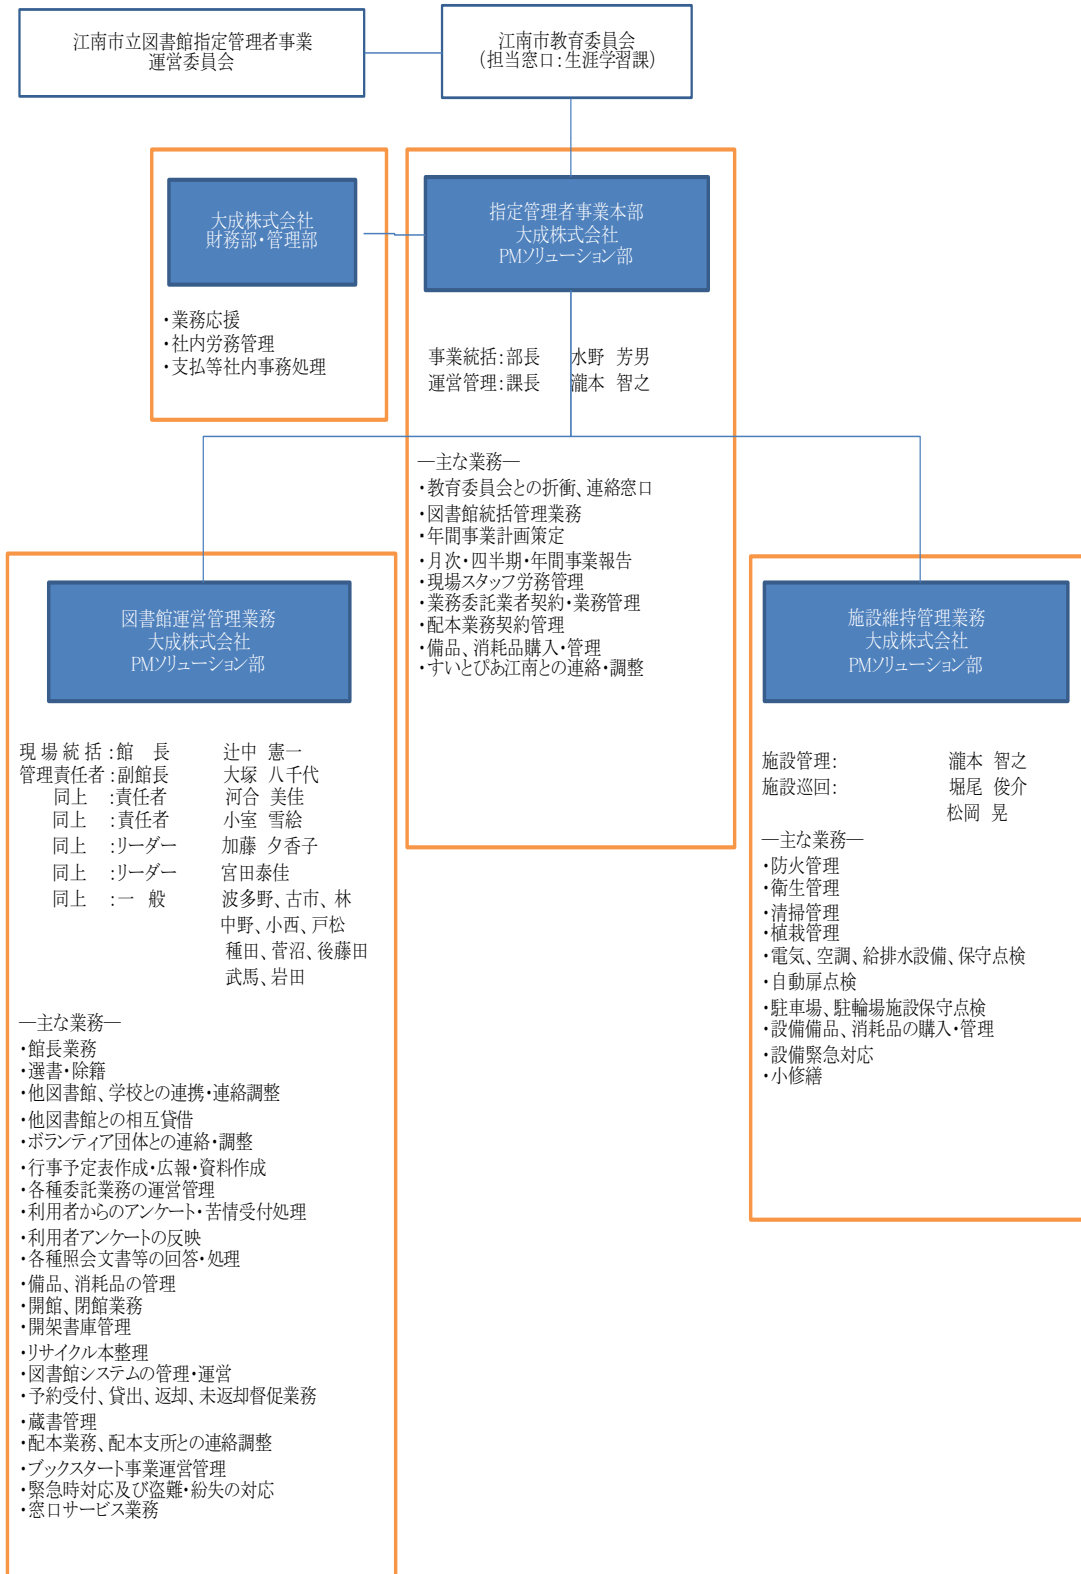 江南市立図書館指定管理者事業
運営委員会
江南市教育委員会
(担当窓口:生涯学習課)
大成株式会社
財務部・管理部
・業務応援
・社内労務管理
・支払等社内事務処理
指定管理者事業本部
大成株式会社
PMソリューション部
事業統括:部長 水野 芳男
運営管理:課長 瀧本 智之
―主な業務―
・教育委員会との折衝、連絡窓口
・図書館統括管理業務
・年間事業計画策定
・月次・四半期・年間事業報告
・現場スタッフ労務管理
・業務委託業者契約・業務管理
・配本業務契約管理
・備品、消耗品購入・管理
・すいとぴあ江南との連絡・調整
図書館運営管理業務
大成株式会社
PMソリューション部
現場統括:館 長 辻中 憲一
管理責任者:副館長 大塚 八千代
同上 :責任者 河合 美佳
同上 :責任者 小室 雪絵
同上 :リーダー 加藤 夕香子
同上 :リーダー 宮田泰佳
同上 :一 般 波多野、古市、林
中野、小西、戸松
種田、菅沼、後藤田
武馬、岩田
―主な業務―
・館長業務
・選書・除籍
・他図書館、学校との連携・連絡調整
・他図書館との相互貸借
・ボランティア団体との連絡・調整
・行事予定表作成・広報・資料作成
・各種委託業務の運営管理
・利用者からのアンケート・苦情受付処理
・利用者アンケートの反映
・各種照会文書等の回答・処理
・備品、消耗品の管理
・開館、閉館業務
・開架書庫管理
・リサイクル本整理
・図書館システムの管理・運営
・予約受付、貸出、返却、未返却督促業務
・蔵書管理
・配本業務、配本支所との連絡調整
・ブックスタート事業運営管理
・緊急時対応及び盗難・紛失の対応
・窓口サービス業務
施設維持管理業務
大成株式会社
PMソリューション部
施設管理: 瀧本 智之
施設巡回: 堀尾 俊介
松岡 晃
―主な業務―
・防火管理
・衛生管理
・清掃管理
・植栽管理
・電気、空調、給排水設備、保守点検
・自動扉点検
・駐車場、駐輪場施設保守点検
・設備備品、消耗品の購入・管理
・設備緊急対応
・小修繕